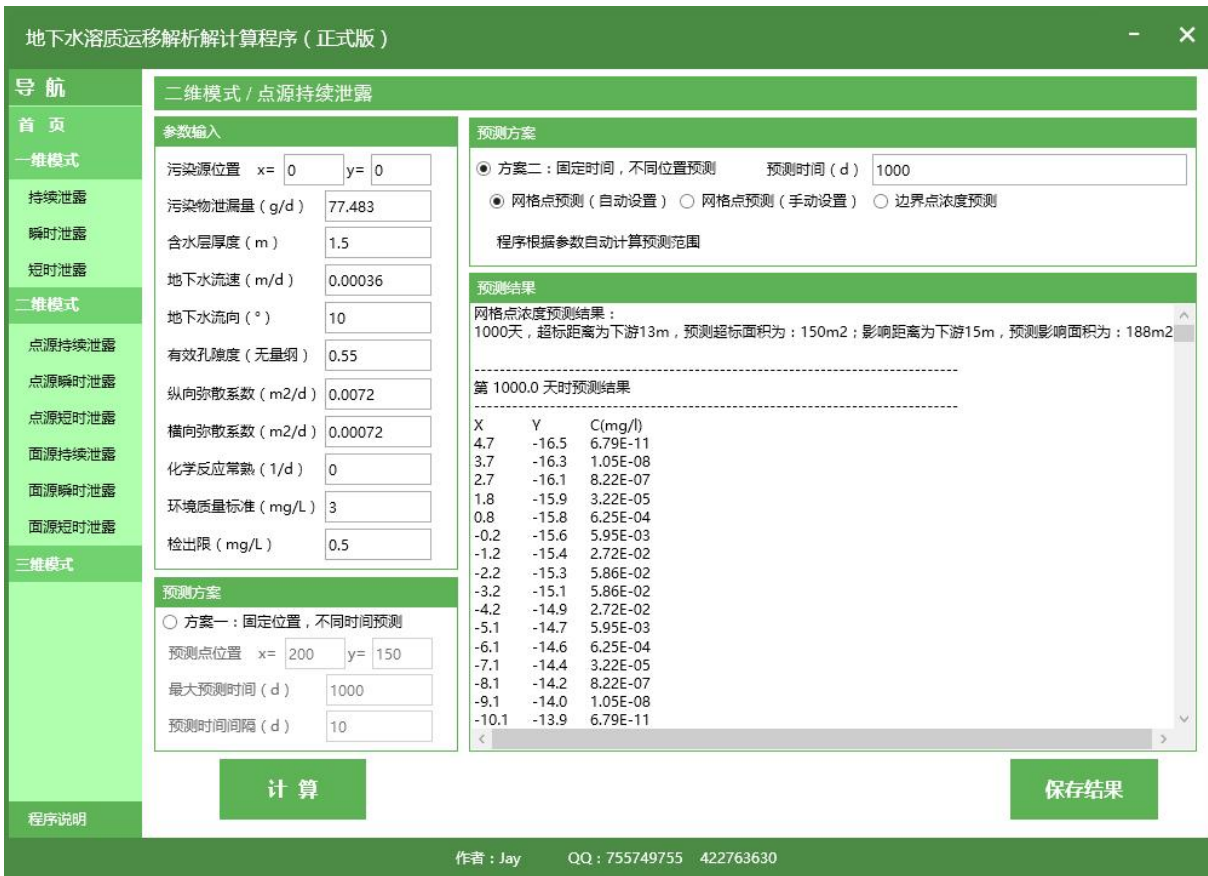 地下水溶质运移解析解计算程序（正式版）
导 航
首 页
一维模式
持续泄露
瞬时泄露
短时泄露
二维模式
点源持续泄露
点源瞬时泄露
点源短时泄露
面源持续泄露
面源瞬时泄露
面源短时泄露
三维模式
程序说明
二维模式 / 点源持续泄露
参数输入
污染源位置 x= 0 y= 0
污染物泄漏量（g/d） 77.483
含水层厚度（m） 1.5
地下水流速（m/d） 0.00036
地下水流向（°） 10
有效孔隙度（无量纲） 0.55
纵向弥散系数（m2/d） 0.0072
横向弥散系数（m2/d） 0.00072
化学反应常熟（1/d） 0
环境质量标准（mg/L） 3
检出限（mg/L） 0.5
预测方案
方案一：固定位置，不同时间预测
预测点位置 x= 200 y= 150
最大预测时间（d） 1000
预测时间间隔（d） 10
计 算
预测方案
方案二：固定时间，不同位置预测 预测时间（d） 1000
网格点预测（自动设置） 网格点预测（手动设置） 边界点浓度预测
程序根据参数自动计算预测范围
预测结果
网格点浓度预测结果：
1000天，超标距离为下游13m，预测超标面积为：150m2；影响距离为下游15m，预测影响面积为：188m2
--------------------------------------------------------------------------------
第 1000.0 天时预测结果
--------------------------------------------------------------------------------
X Y C(mg/l)
4.7 -16.5 6.79E-11
3.7 -16.3 1.05E-08
2.7 -16.1 8.22E-07
1.8 -15.9 3.22E-05
0.8 -15.8 6.25E-04
-0.2 -15.6 5.95E-03
-1.2 -15.4 2.72E-02
-2.2 -15.3 5.86E-02
-3.2 -15.1 5.86E-02
-4.2 -14.9 2.72E-02
-5.1 -14.7 5.95E-03
-6.1 -14.6 6.25E-04
-7.1 -14.4 3.22E-05
-8.1 -14.2 8.22E-07
-9.1 -14.0 1.05E-08
-10.1 -13.9 6.79E-11
保存结果
作者：Jay QQ：755749755 422763630